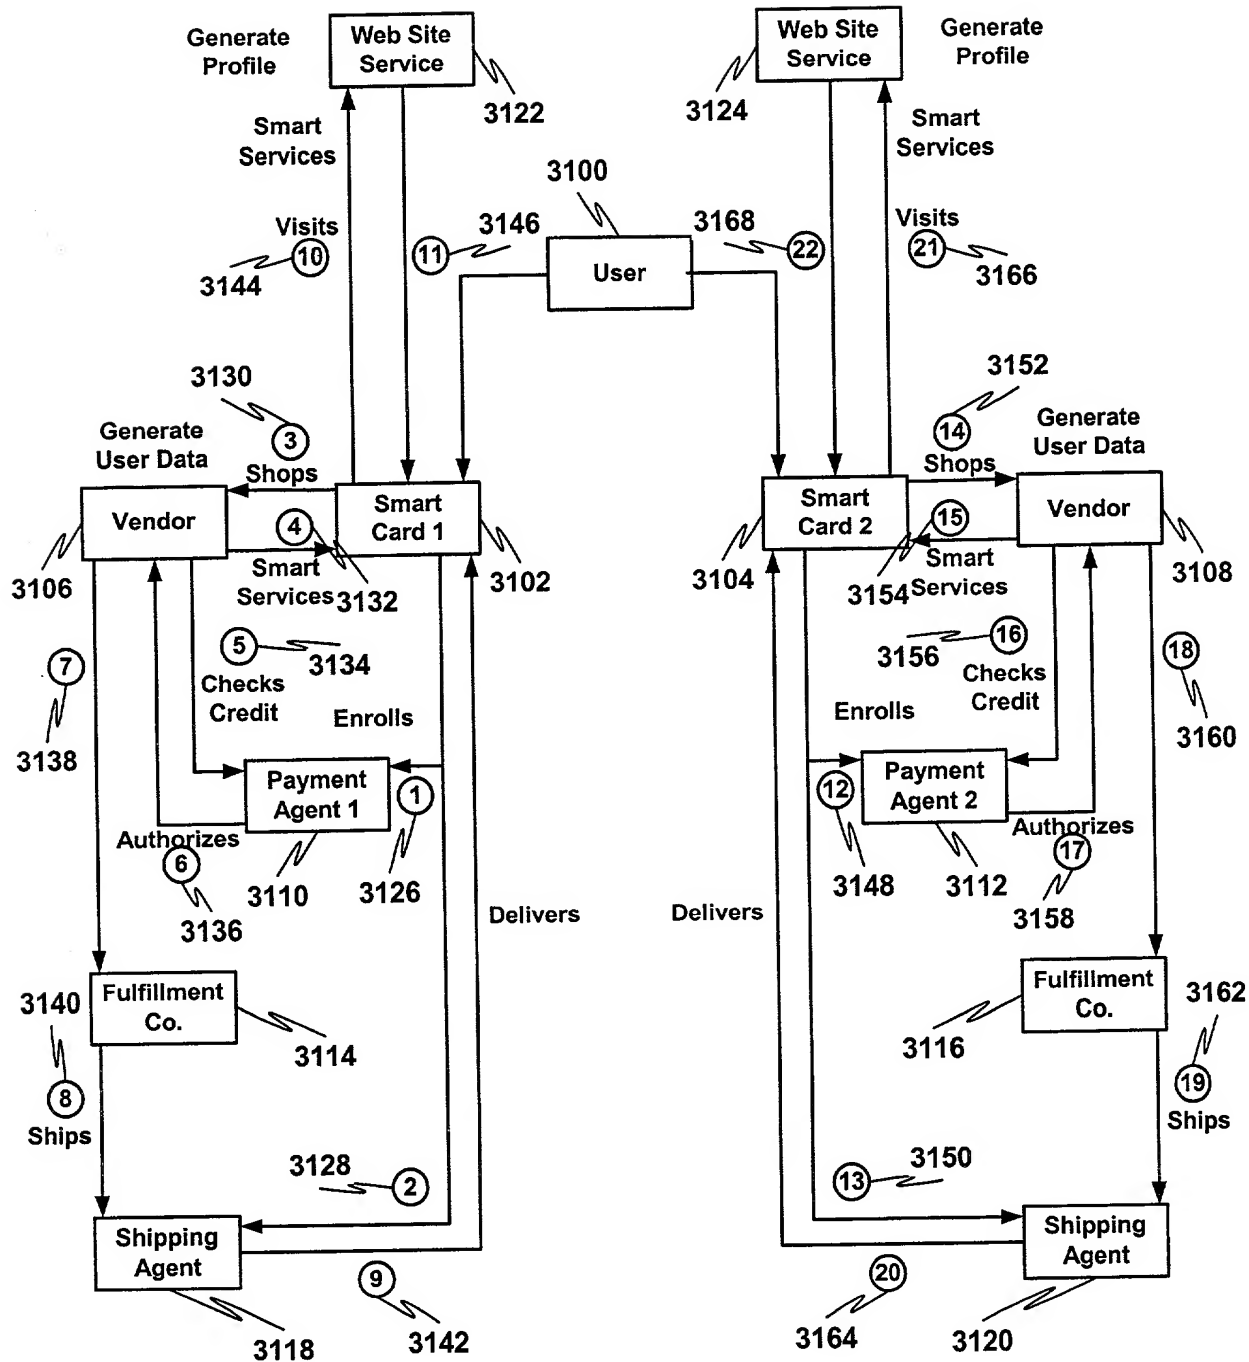 Generate
Profile
Web Site
Service
3122
Smart
Services
Visits
10
3144
11
3146
3100
User
Web Site
Service
Generate
Profile
3124
Smart
Services
3168
22
Visits
21
3166
3130
3
Generate
User Data
Shops
Vendor
4
Smart
Card 1
3106
Smart
Services
3132
3102
5
3134
7
Checks
Credit
3138
Enrolls
Payment
Agent 1
1
Authorizes
6
3110
3126
3136
Delivers
3140
Fulfillment
Co.
3114
8
Ships
3128
2
Shipping
Agent
9
3118
3142
3152
14
Generate
User Data
Shops
Smart
Card 2
15
Vendor
3104
3154
Smart
Services
3108
3156
16
18
Checks
Credit
3160
Enrolls
12
Payment
Agent 2
Authorizes
17
3148
3112
3158
Delivers
Fulfillment
Co.
3162
3116
19
Ships
13
3150
Shipping
Agent
20
3164
3120